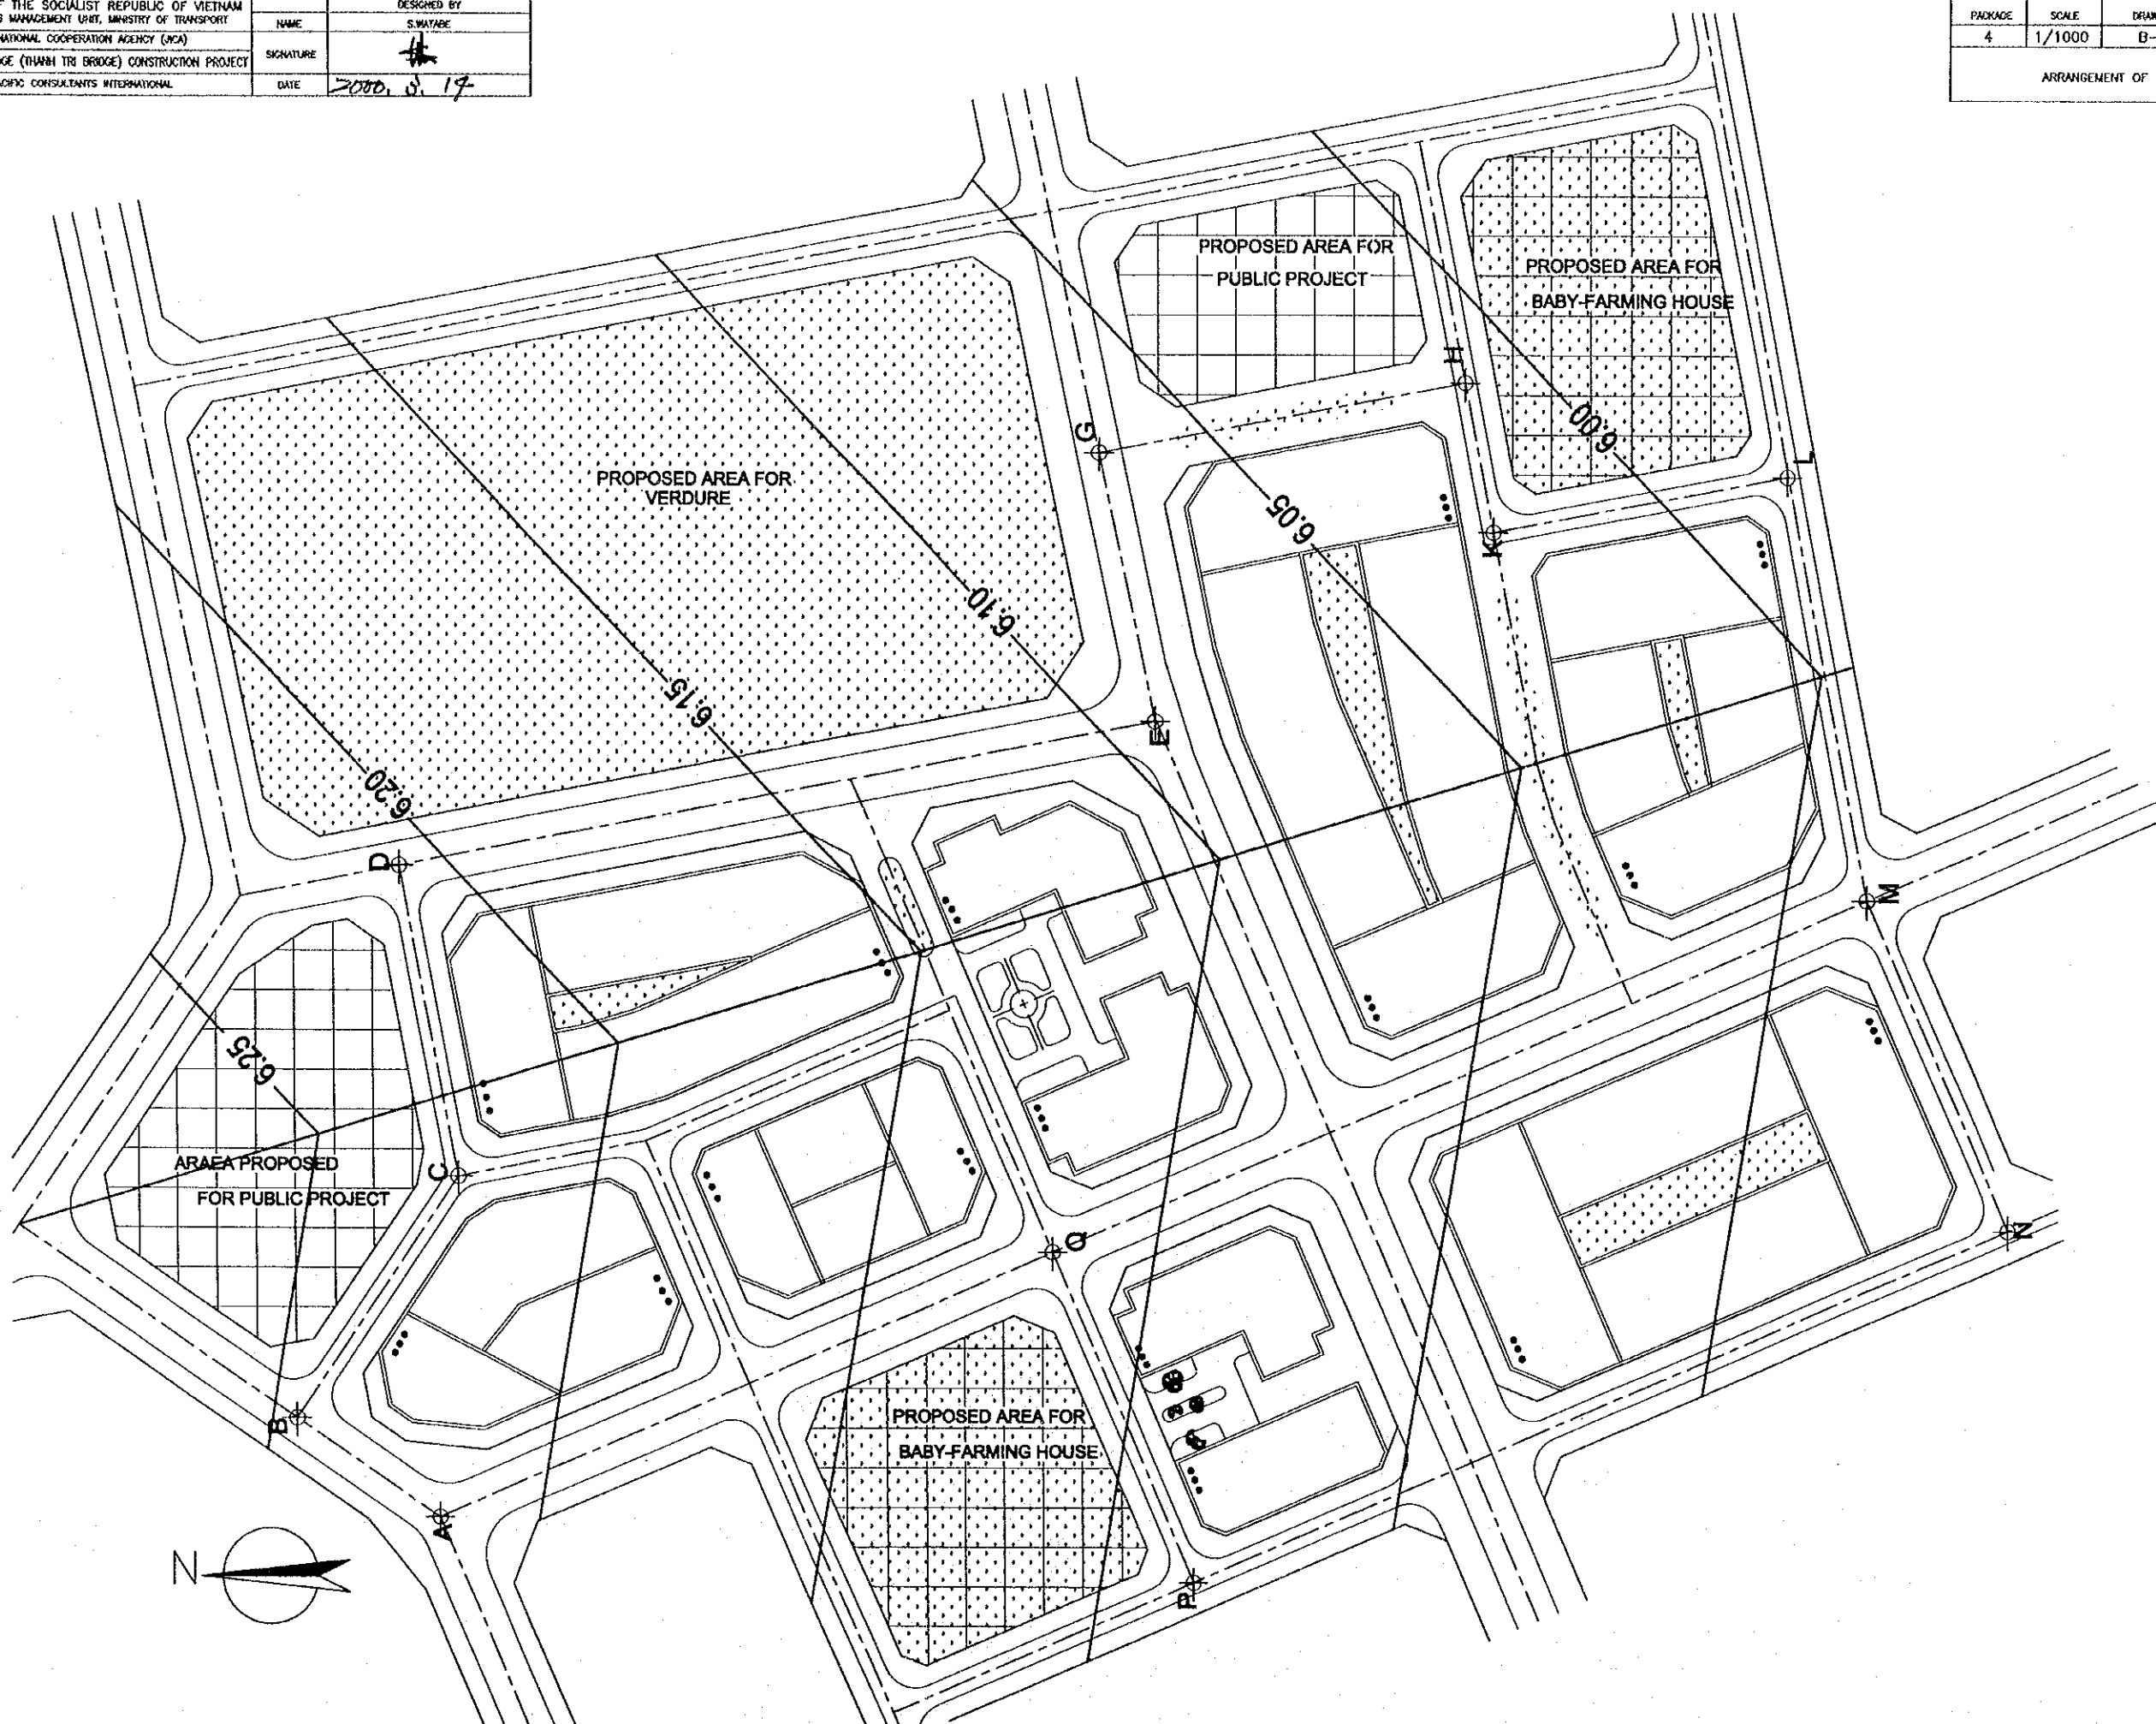 THE SOCIALIST REPUBLIC OF VIETNAM
MANAGEMENT UNIT, MINISTRY OF TRANSPORT
COOPERATION AGENCY (JICA)
(THANH TRI BRIDGE) CONSTRUCTION PROJECT
CONSULTANTS INTERNATIONAL
DESIGNED BY
NAME
S.WATABE
SIGNATURE
DATE
2000. 3. 17
PACKAGE
SCALE
4
1/1000
B-
ARRANGEMENT OF
PROPOSED AREA FOR
PUBLIC PROJECT
PROPOSED AREA FOR
BABY-FARMING HOUSE
PROPOSED AREA FOR
VERDURE
H
G
L
K
6.00
6.05
6.10
6.15
6.20
6.25
E
D
M
ARAEA PROPOSED
FOR PUBLIC PROJECT
C
Q
N
B
A
PROPOSED AREA FOR
BABY-FARMING HOUSE
P
N